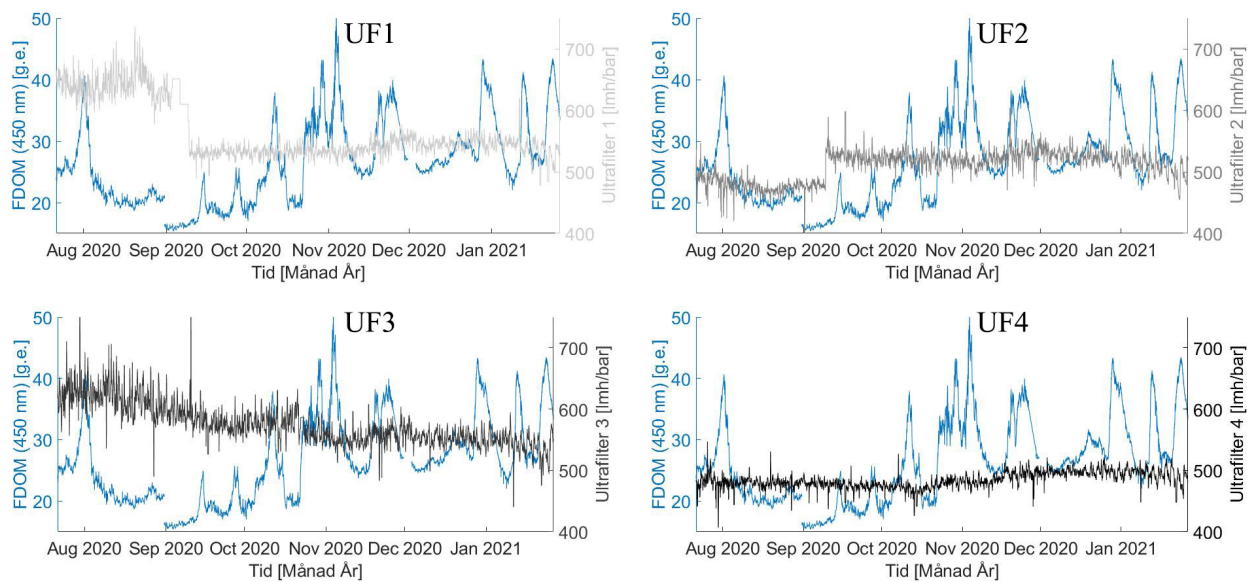 UF1
50
40
30
20
FDOM (450 nm) [g.e.]
700
600
500
400
Ultrafilter 1 [lmh/bar]
Aug 2020 Sep 2020 Oct 2020 Nov 2020 Dec 2020 Jan 2021
Tid [Månad År]
UF2
50
40
30
20
FDOM (450 nm) [g.e.]
700
600
500
400
Ultrafilter 2 [lmh/bar]
Aug 2020 Sep 2020 Oct 2020 Nov 2020 Dec 2020 Jan 2021
Tid [Månad År]
UF3
50
40
30
20
FDOM (450 nm) [g.e.]
700
600
500
400
Ultrafilter 3 [lmh/bar]
Aug 2020 Sep 2020 Oct 2020 Nov 2020 Dec 2020 Jan 2021
Tid [Månad År]
UF4
50
40
30
20
FDOM (450 nm) [g.e.]
700
600
500
400
Ultrafilter 4 [lmh/bar]
Aug 2020 Sep 2020 Oct 2020 Nov 2020 Dec 2020 Jan 2021
Tid [Månad År]